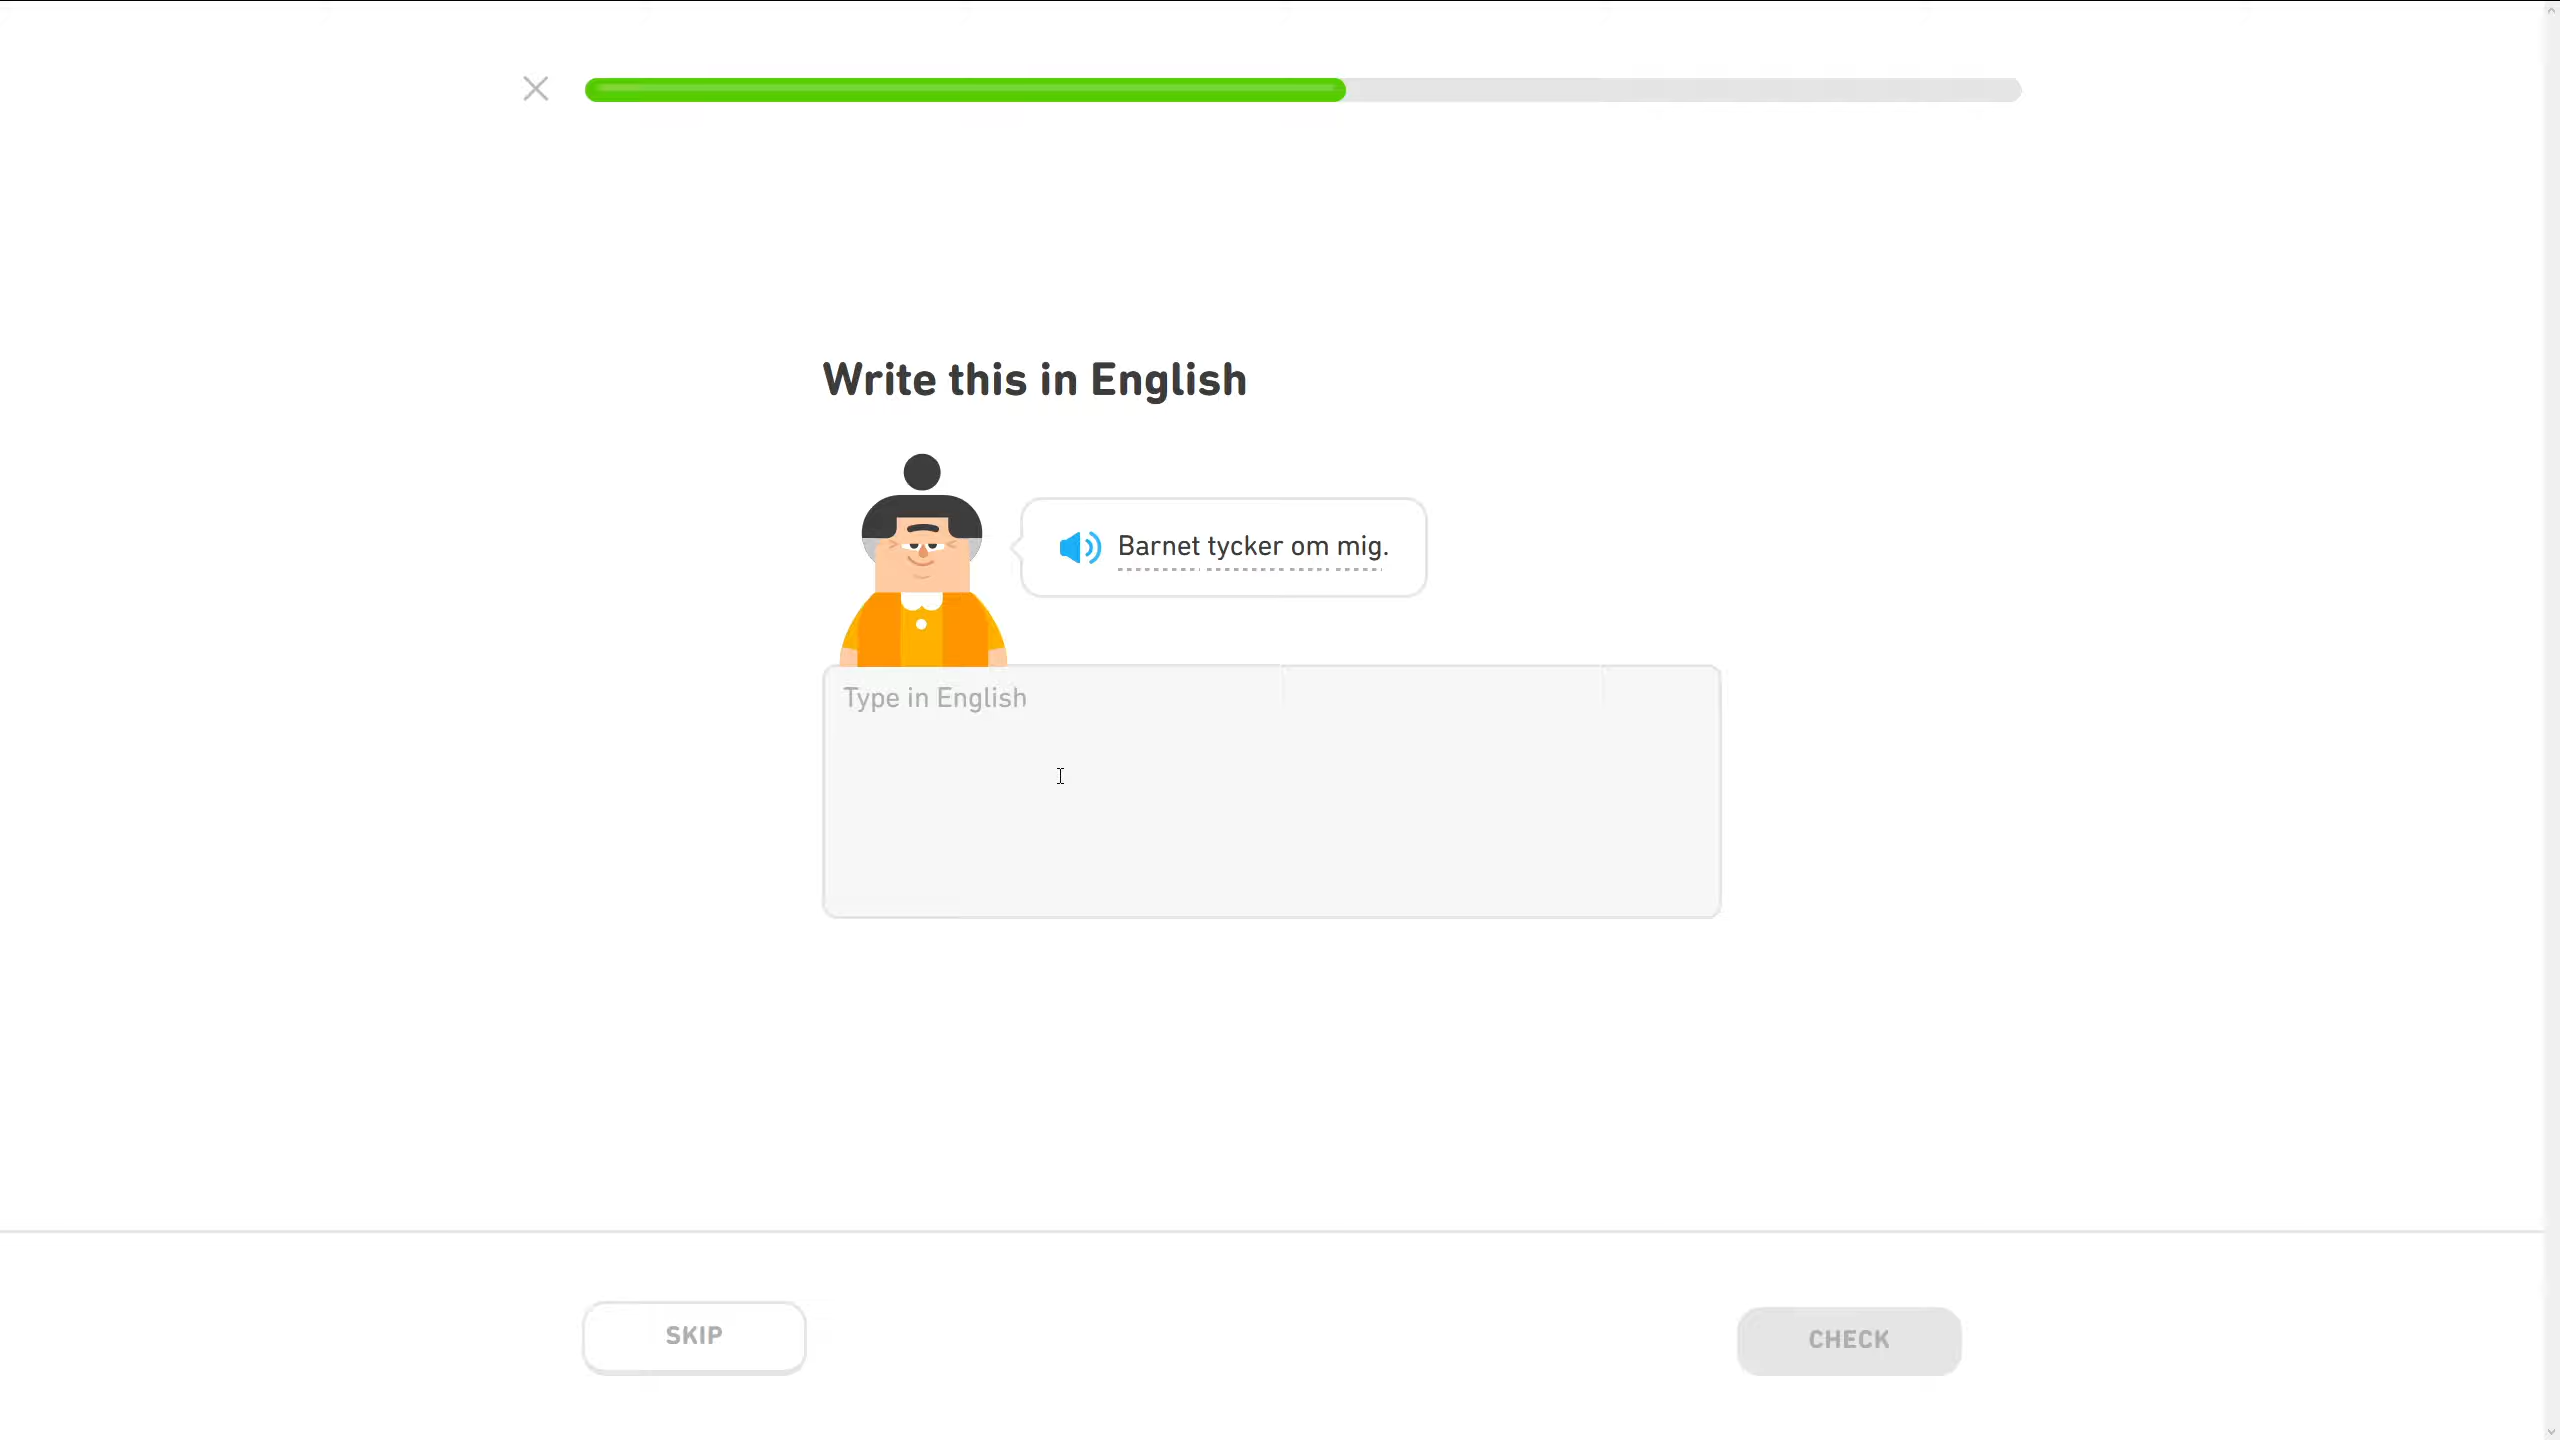 Write this in English
Barnet tycker om mig.
Type in English
SKIP
CHECK